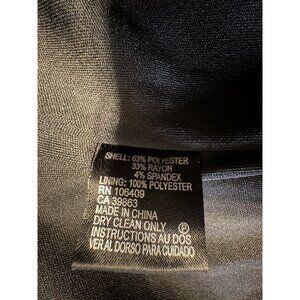 SHELL: 63% POLYESTER
33% RAYON
4% SPANDEX
LINING: 100% POLYESTER
RN 106409
CA 39863
MADE IN CHINA
DRY CLEAN ONLY
INSTRUCTIONS AU DOS
VER AL DORSO PARA CUIDADO